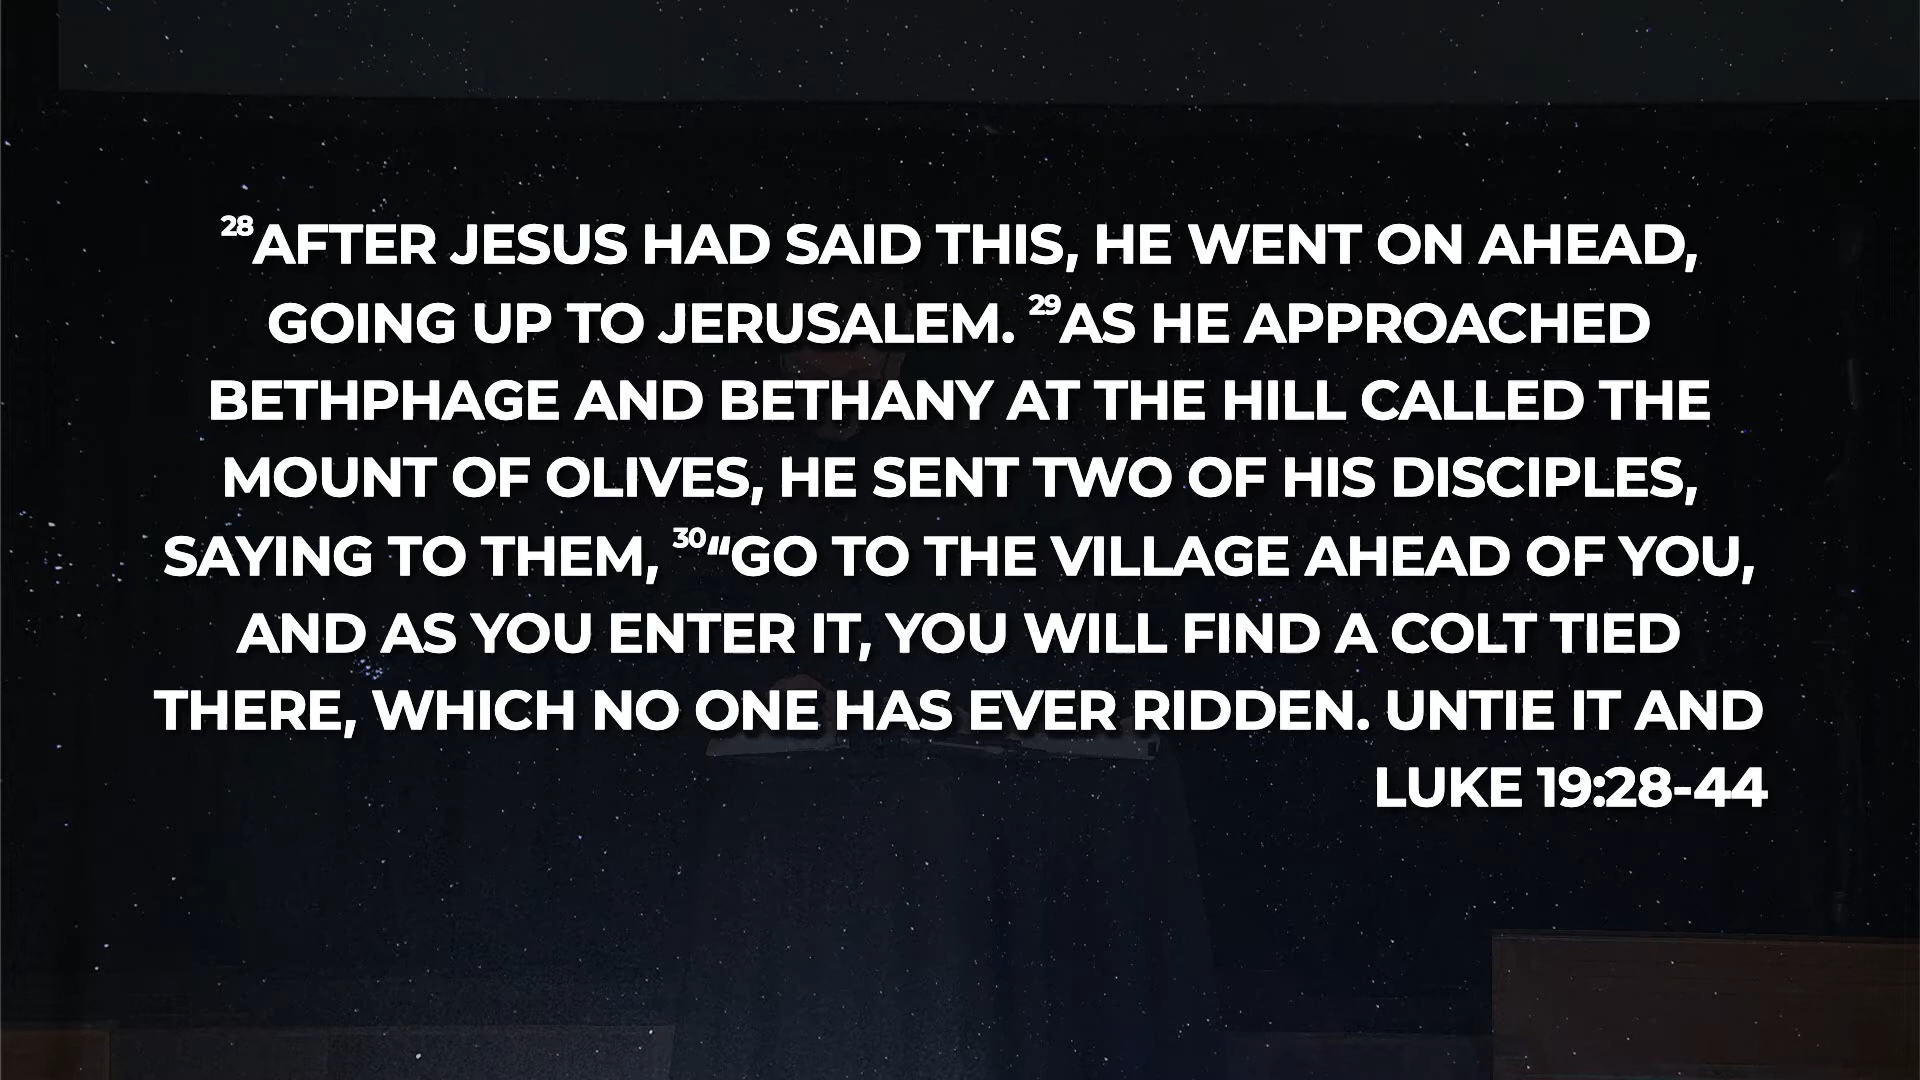 ²⁸AFTER JESUS HAD SAID THIS, HE WENT ON AHEAD,
GOING UP TO JERUSALEM. ²⁹AS HE APPROACHED
BETHPHAGE AND BETHANY AT THE HILL CALLED THE
MOUNT OF OLIVES, HE SENT TWO OF HIS DISCIPLES,
SAYING TO THEM, ³⁰“GO TO THE VILLAGE AHEAD OF YOU,
AND AS YOU ENTER IT, YOU WILL FIND A COLT TIED
THERE, WHICH NO ONE HAS EVER RIDDEN. UNTIE IT AND
LUKE 19:28-44